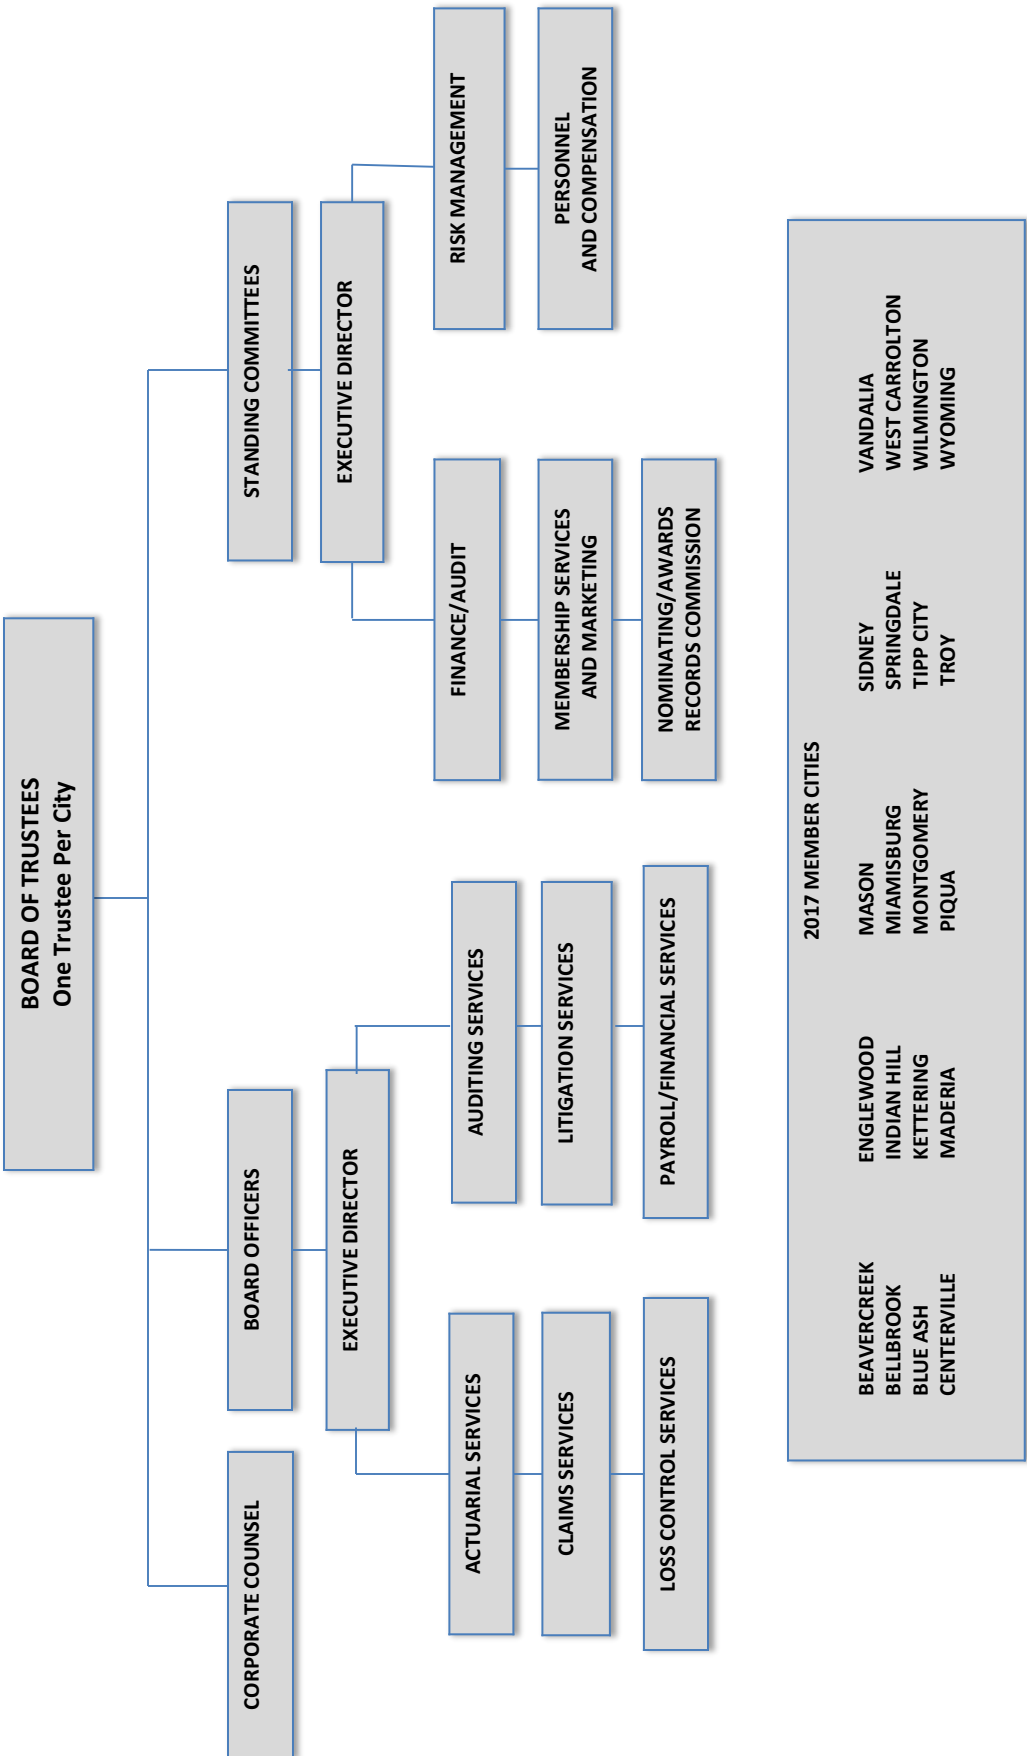 BOARD OF TRUSTEES
One Trustee Per City
CORPORATE COUNSEL
BOARD OFFICERS
STANDING COMMITTEES
EXECUTIVE DIRECTOR
EXECUTIVE DIRECTOR
ACTUARIAL SERVICES
AUDITING SERVICES
FINANCE/AUDIT
RISK MANAGEMENT
CLAIMS SERVICES
LITIGATION SERVICES
MEMBERSHIP SERVICES
AND MARKETING
PERSONNEL
AND COMPENSATION
LOSS CONTROL SERVICES
PAYROLL/FINANCIAL SERVICES
NOMINATING/AWARDS
RECORDS COMMISSION
2017 MEMBER CITIES
BEAVERCREEK
BELLBROOK
BLUE ASH
CENTERVILLE
ENGLEWOOD
INDIAN HILL
KETTERING
MADERIA
MASON
MIAMISBURG
MONTGOMERY
PIQUA
SIDNEY
SPRINGDALE
TIPP CITY
TROY
VANDALIA
WEST CARROLTON
WILMINGTON
WYOMING